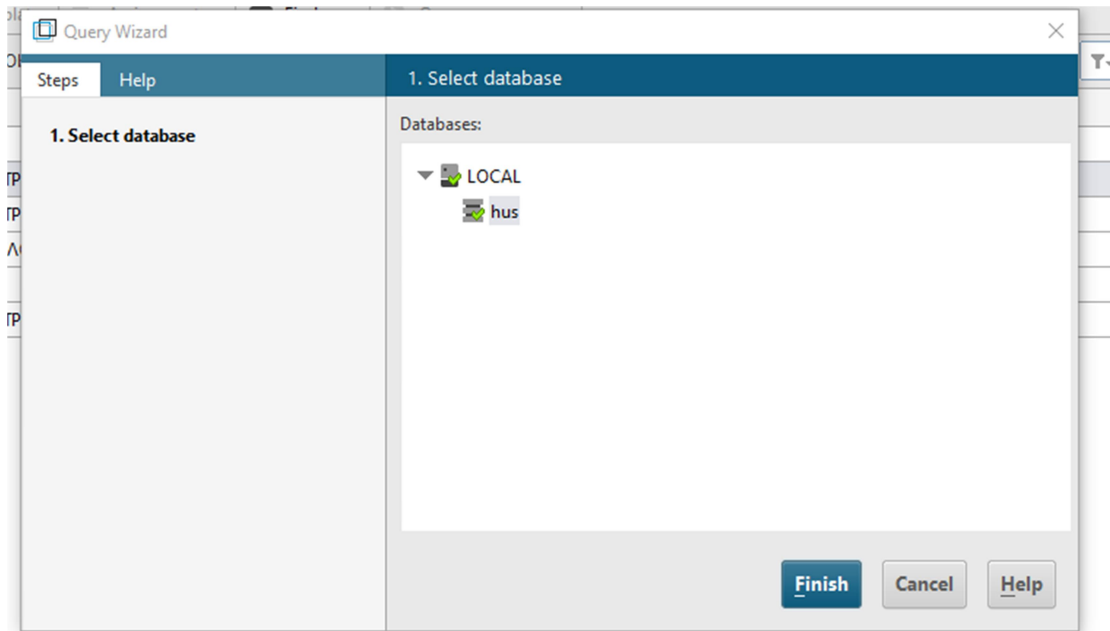 Query Wizard
Steps Help
1. Select database
1. Select database
Databases:
LOCAL
hus
Finish Cancel Help